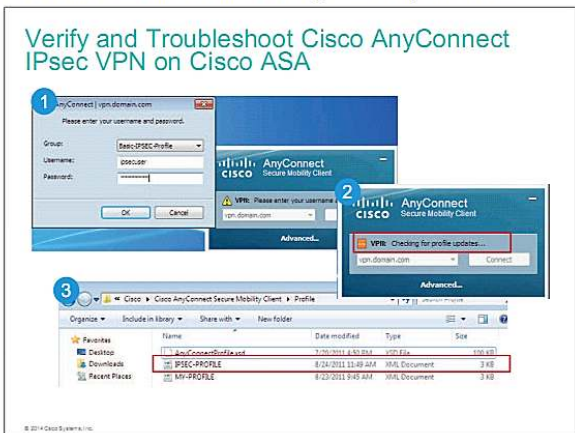 Verify and Troubleshoot Cisco AnyConnect
IPsec VPN on Cisco ASA
1
AnyConnect | vpn.domain.com
Please enter your username and password.
Group:
Basic-IPSEC-Profile
Username:
ipsecuser
Password:
************
OK
Cancel
CISCO
AnyConnect
Secure Mobility Client
VPN: Please enter your username
vpn.domain.com
Advanced...
2
CISCO
AnyConnect
Secure Mobility Client
VPN: Checking for profile updates...
vpn.domain.com
Connect
Advanced...
3
« Cisco ▸ Cisco AnyConnect Secure Mobility Client ▸ Profile
Organize
Include in library
Share with
New folder
Favorites
Desktop
Downloads
Recent Places
Name
Date modified
Type
Size
AnyConnectProfile.xsd
7/29/2011 4:50 PM
XSD File
100 KB
IPSEC-PROFILE
8/24/2011 11:49 AM
XML Document
3 KB
MY-PROFILE
8/23/2011 9:45 AM
XML Document
3 KB
© 2014 Cisco Systems, Inc.